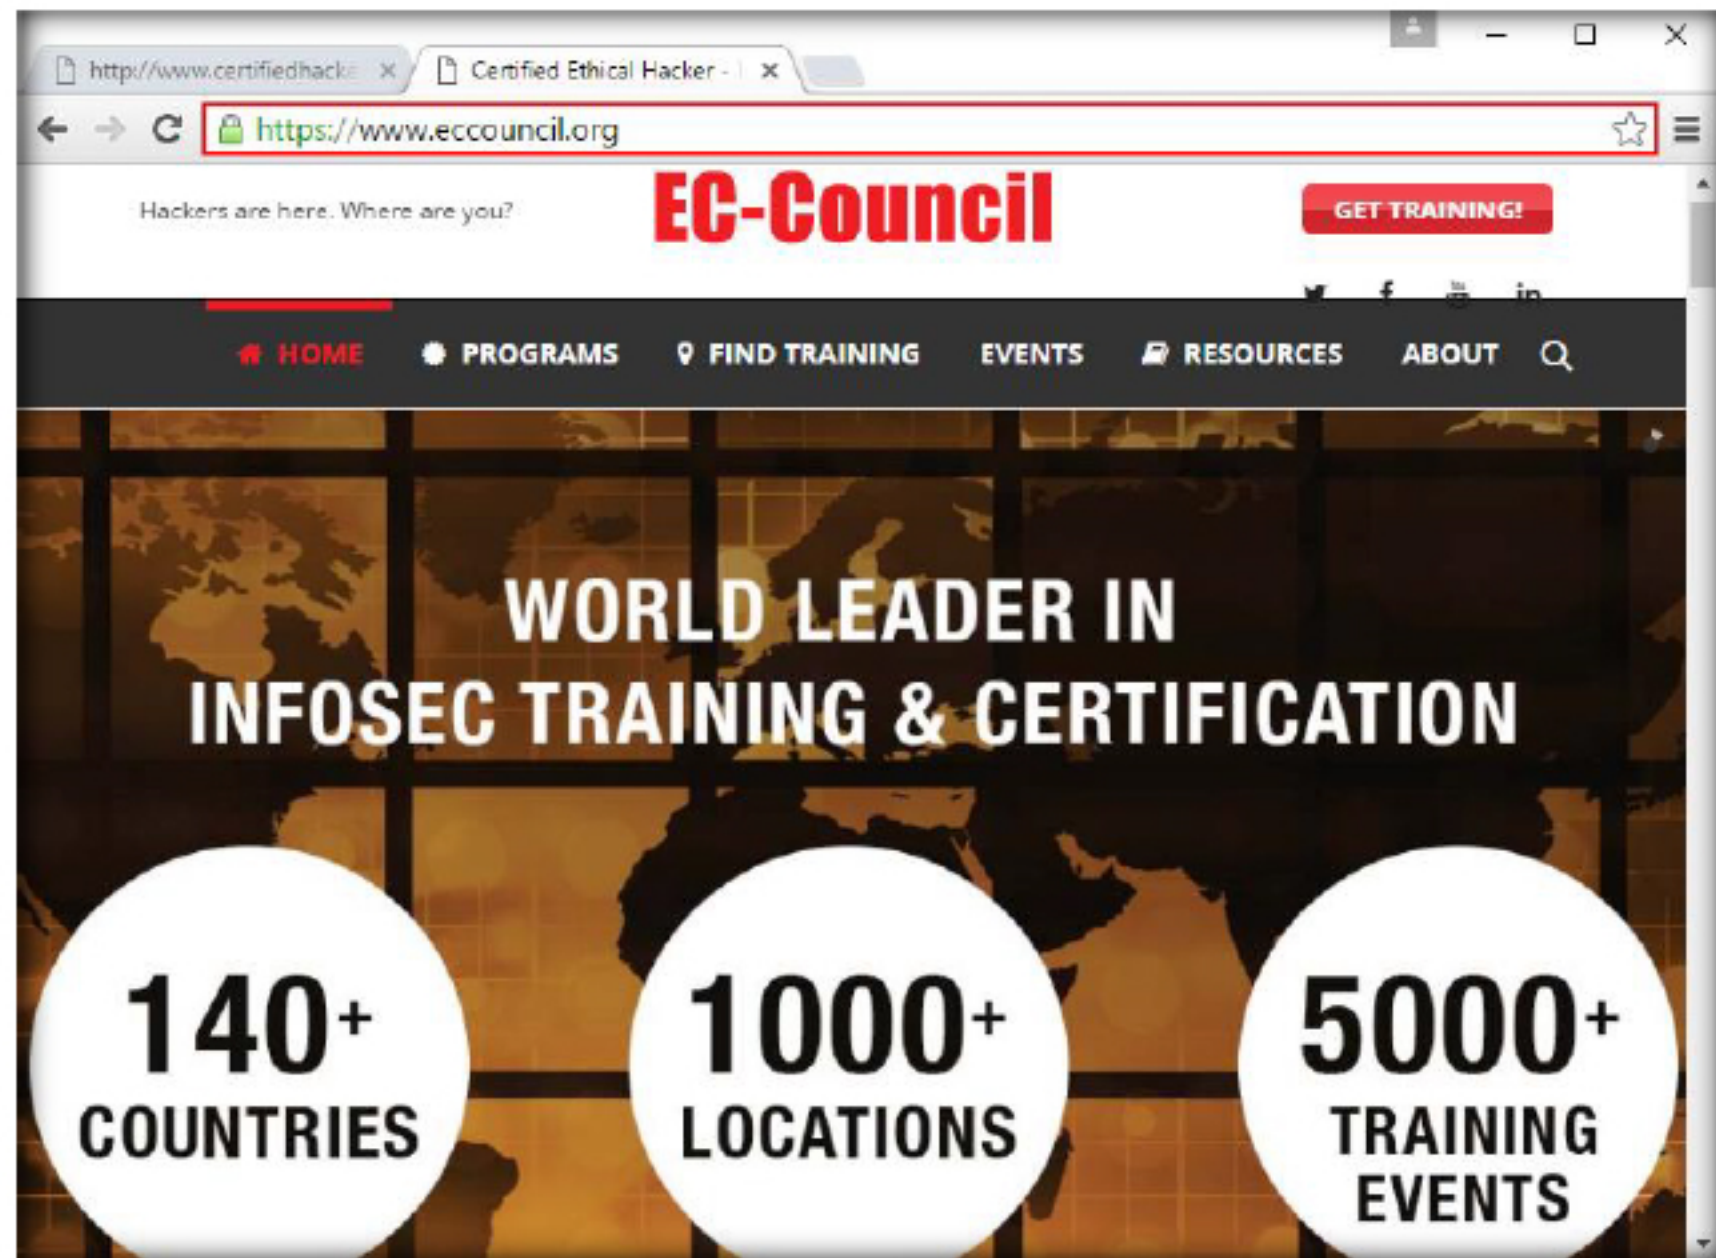 http://www.certifiedhacke
Certified Ethical Hacker -
https://www.eccouncil.org
Hackers are here. Where are you?
EC-Council
GET TRAINING!
HOME PROGRAMS FIND TRAINING EVENTS RESOURCES ABOUT
WORLD LEADER IN
INFOSEC TRAINING & CERTIFICATION
140+
COUNTRIES
1000+
LOCATIONS
5000+
TRAINING
EVENTS